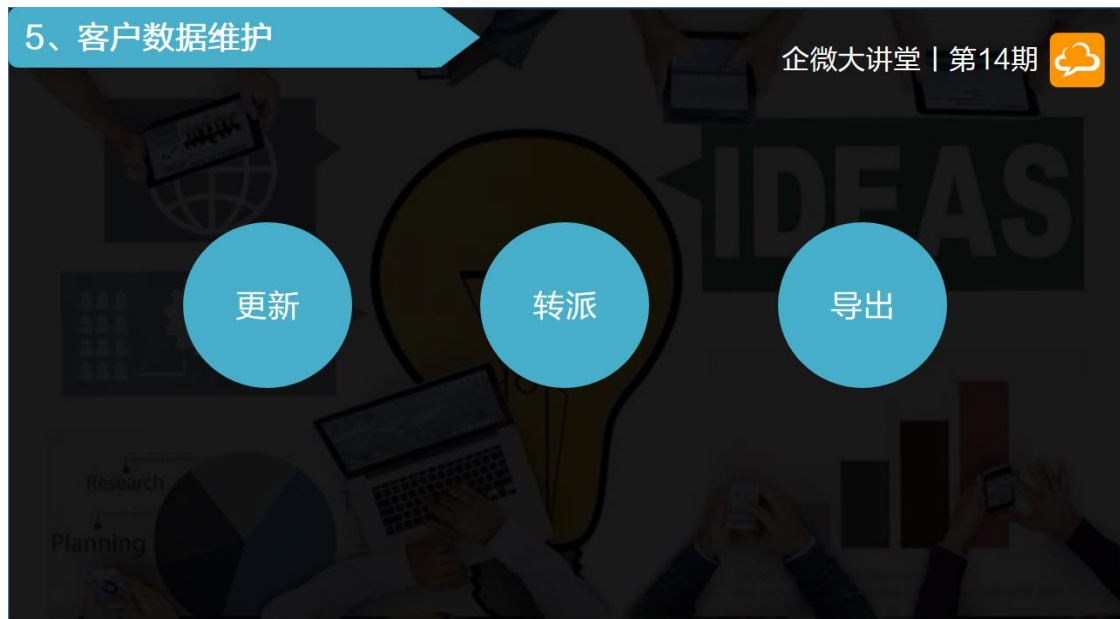 5、客户数据维护
企微大讲堂丨第14期
IDEAS
更新
转派
导出
Research
Planning